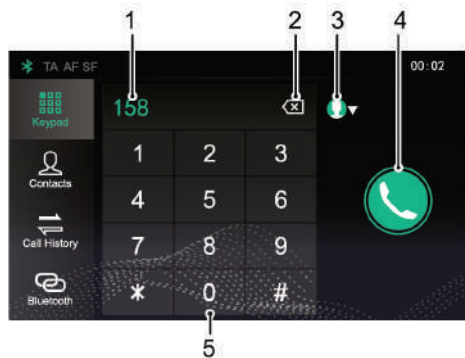 1 2 3 4
TA AF SF 00:02
158
Keypad
1 2 3
Contacts
4 5 6
Call History
7 8 9
Bluetooth
* 0 #
5